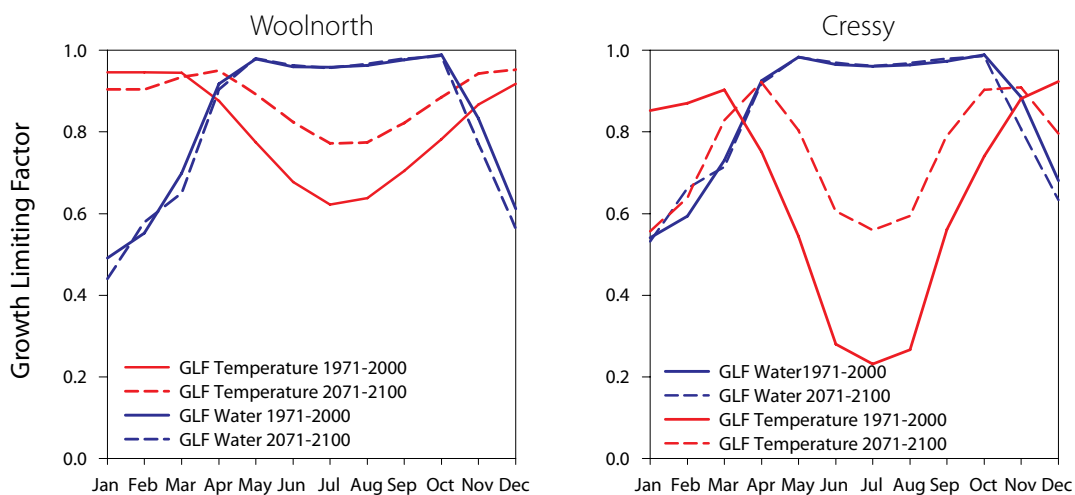 Woolnorth
Cressy
Growth Limiting Factor
1.0
0.8
0.6
0.4
0.2
0.0
GLF Temperature 1971-2000
GLF Temperature 2071-2100
GLF Water 1971-2000
GLF Water 2071-2100
Jan Feb Mar Apr May Jun Jul Aug Sep Oct Nov Dec
1.0
0.8
0.6
0.4
0.2
0.0
GLF Water1971-2000
GLF Water 2071-2100
GLF Temperature 1971-2000
GLF Temperature 2071-2100
Jan Feb Mar Apr May Jun Jul Aug Sep Oct Nov Dec